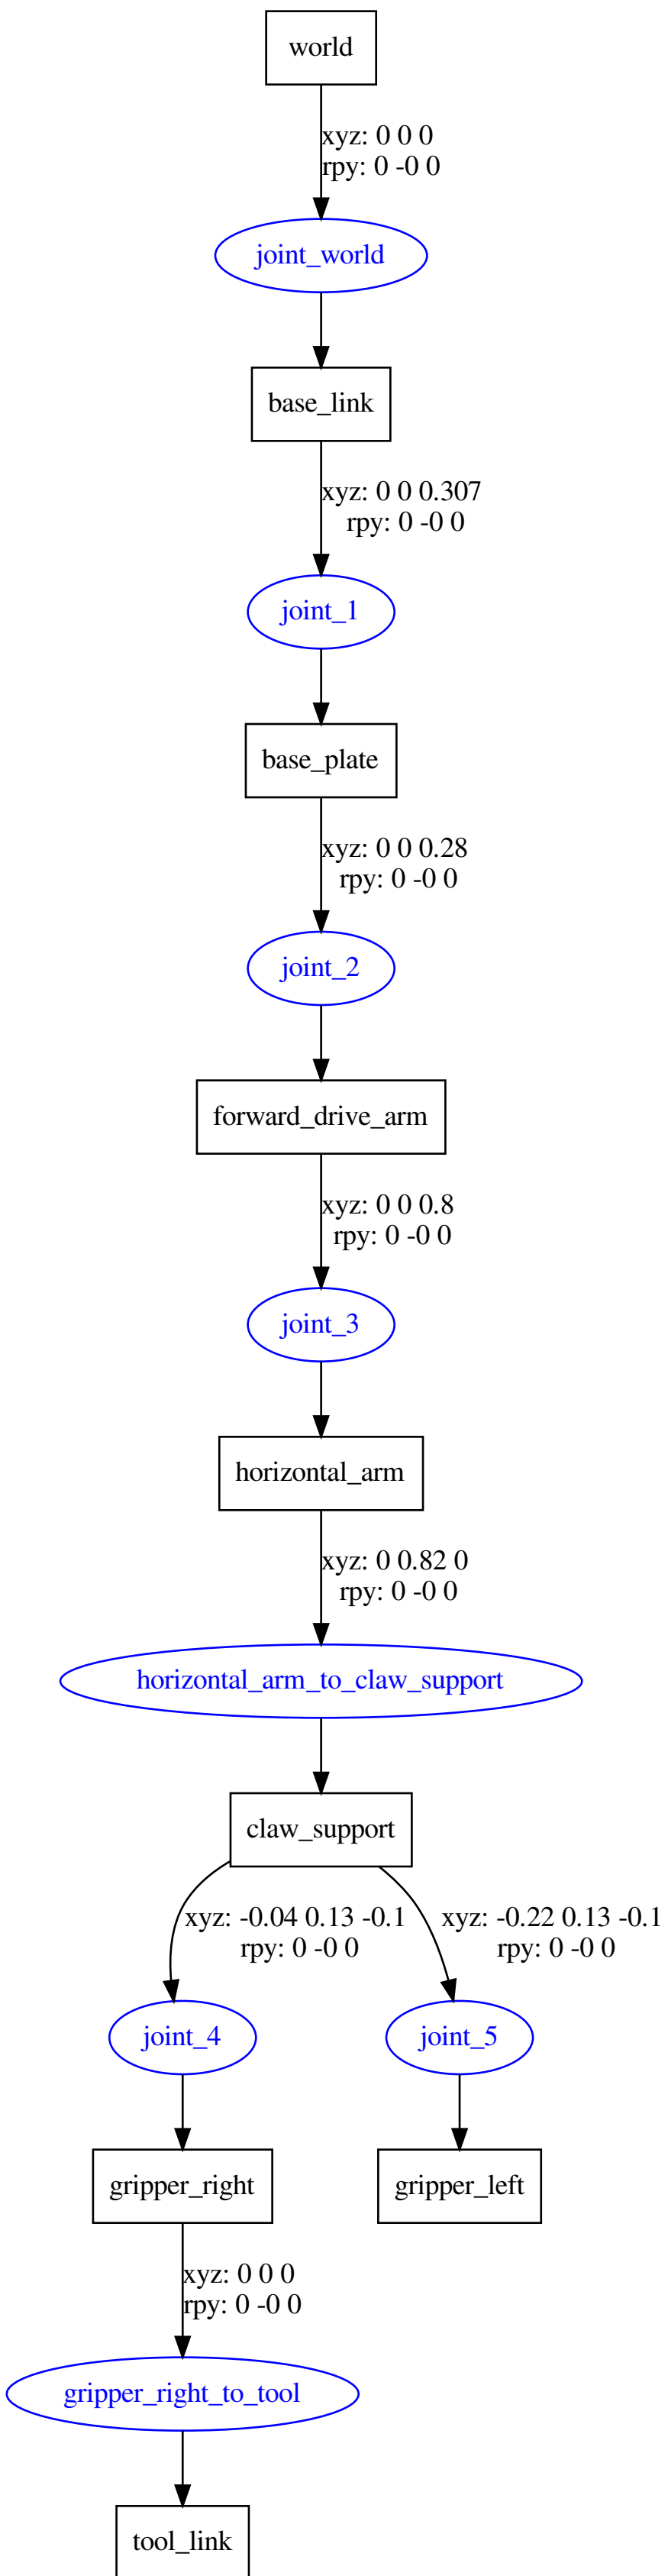 world
xyz: 0 0 0
rpy: 0 -0 0
joint_world
base_link
xyz: 0 0 0.307
rpy: 0 -0 0
joint_1
base_plate
xyz: 0 0 0.28
rpy: 0 -0 0
joint_2
forward_drive_arm
xyz: 0 0 0.8
rpy: 0 -0 0
joint_3
horizontal_arm
xyz: 0 0.82 0
rpy: 0 -0 0
horizontal_arm_to_claw_support
claw_support
xyz: -0.04 0.13 -0.1
rpy: 0 -0 0
xyz: -0.22 0.13 -0.1
rpy: 0 -0 0
joint_4
joint_5
gripper_right
gripper_left
xyz: 0 0 0
rpy: 0 -0 0
gripper_right_to_tool
tool_link